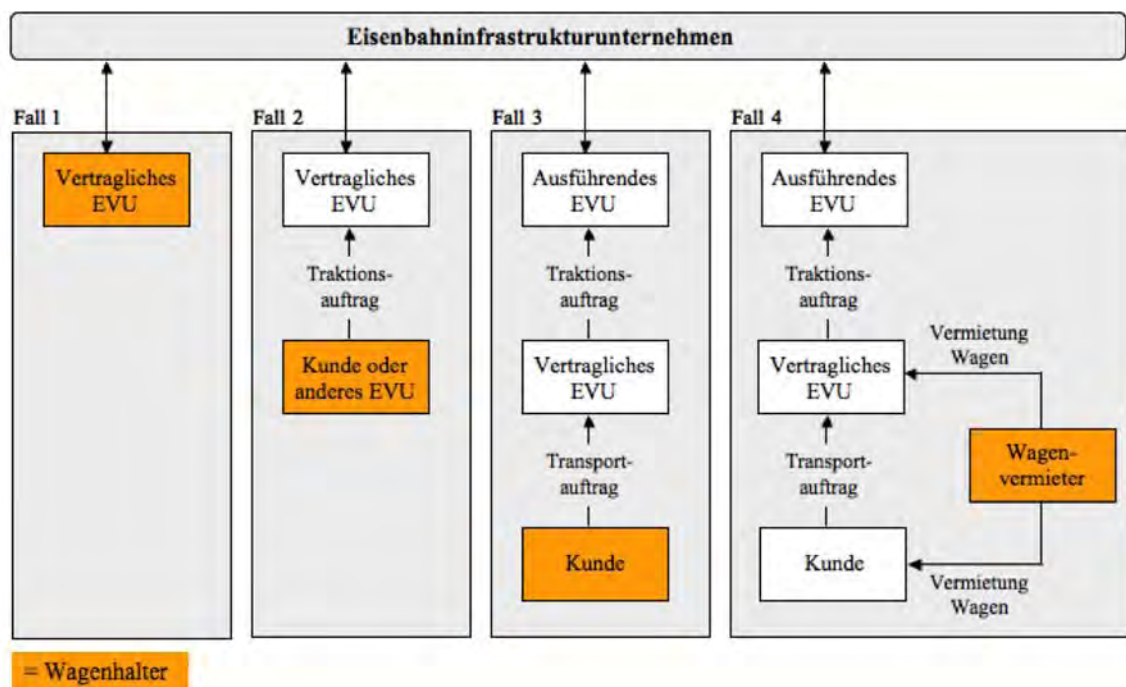 Eisenbahninfrastrukturunternehmen
Fall 1
Vertragliches
EVU
Fall 2
Vertragliches
EVU
Traktions-
auftrag
Kunde oder
anderes EVU
Fall 3
Ausführendes
EVU
Traktions-
auftrag
Vertragliches
EVU
Transport-
auftrag
Kunde
Fall 4
Ausführendes
EVU
Traktions-
auftrag
Vertragliches
EVU
Transport-
auftrag
Kunde
Vermietung
Wagen
Wagen-
vermieter
Vermietung
Wagen
= Wagenhalter